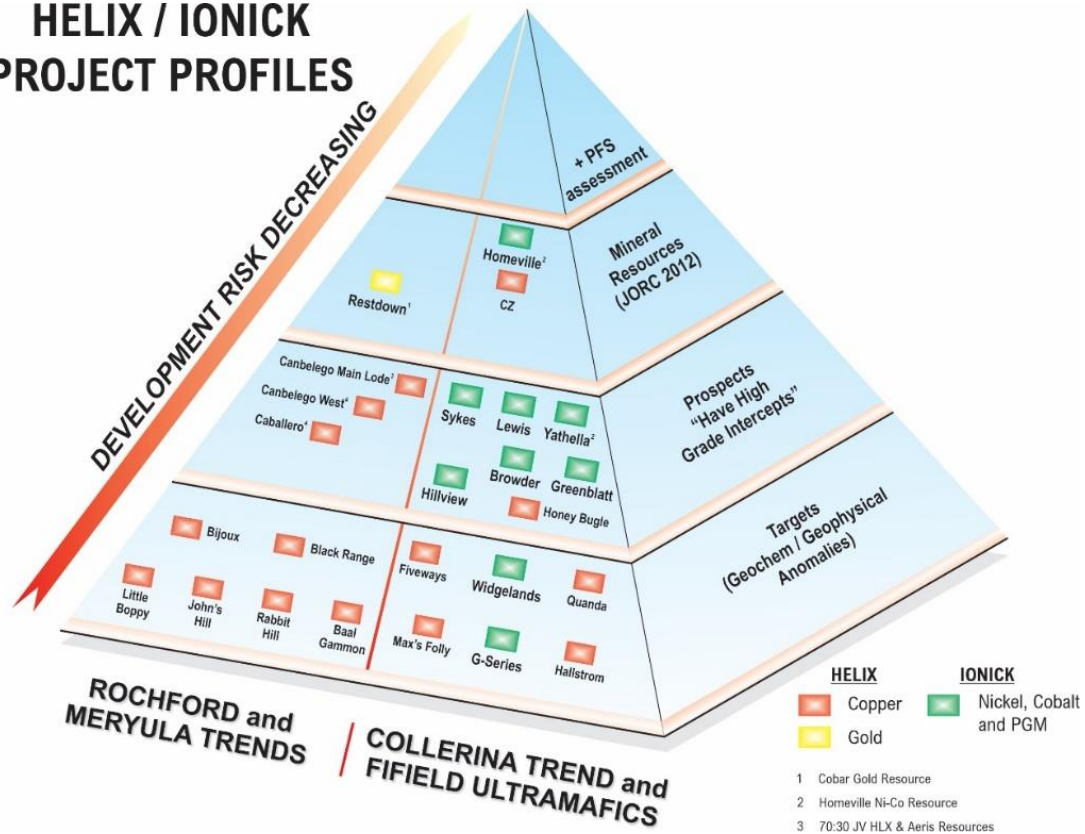 HELIX / IONICK
PROJECT PROFILES
DEVELOPMENT RISK DECREASING
+ PFS
assessment
Homeville²
CZ
Restdown¹
Mineral
Resources
(JORC 2012)
Canbelego Main Lode³
Canbelego West⁴
Caballero⁴
Sykes
Lewis
Yathella²
Hillview
Browder
Greenblatt
Honey Bugle
Prospects
"Have High
Grade Intercepts"
Bijoux
Black Range
Little
Boppy
John's
Hill
Rabbit
Hill
Baal
Gammon
Fiveways
Widgelands
Quanda
Max's Folly
G-Series
Hallstrom
Targets
(Geochem / Geophysical
Anomalies)
ROCHFORD and
MERYULA TRENDS
COLLERINA TREND and
FIFIELD ULTRAMAFICS
HELIX
Copper
Gold
IONICK
Nickel, Cobalt
and PGM
1 Cobar Gold Resource
2 Homeville Ni-Co Resource
3 70:30 JV HLX & Aeris Resources